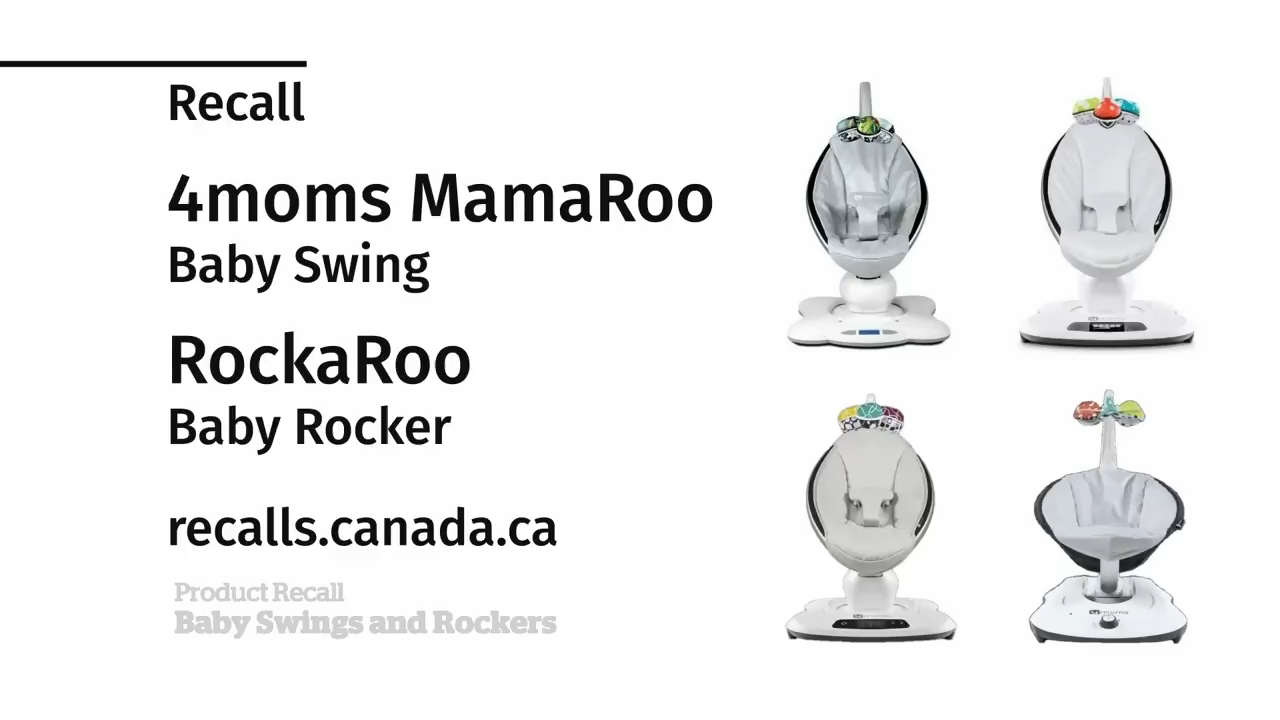 Recall
4moms MamaRoo
Baby Swing
RockaRoo
Baby Rocker
recalls.canada.ca
Product Recall
Baby Swings and Rockers